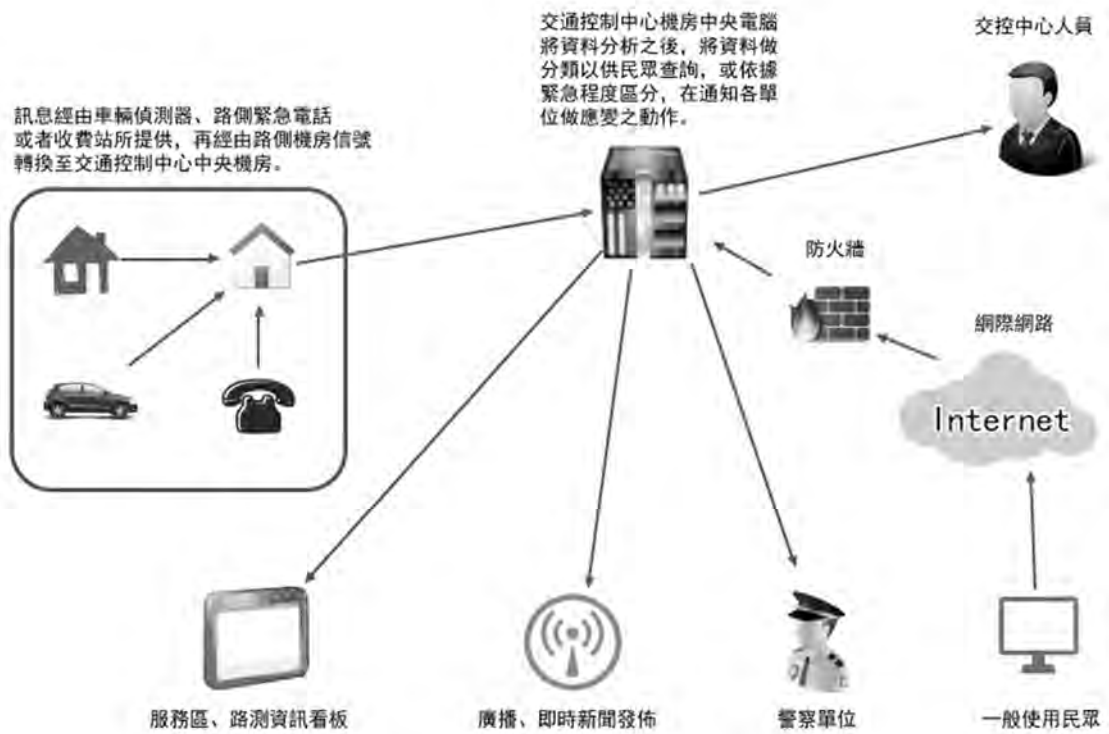 交通控制中心機房中央電腦
將資料分析之後，將資料做
分類以供民眾查詢，或依據
緊急程度區分，在通知各單
位做應變之動作。
交控中心人員
訊息經由車輛偵測器、路側緊急電話
或者收費站所提供，再經由路側機房信號
轉換至交通控制中心中央機房。
防火牆
網際網路
Internet
服務區、路測資訊看板
廣播、即時新聞發佈
警察單位
一般使用民眾